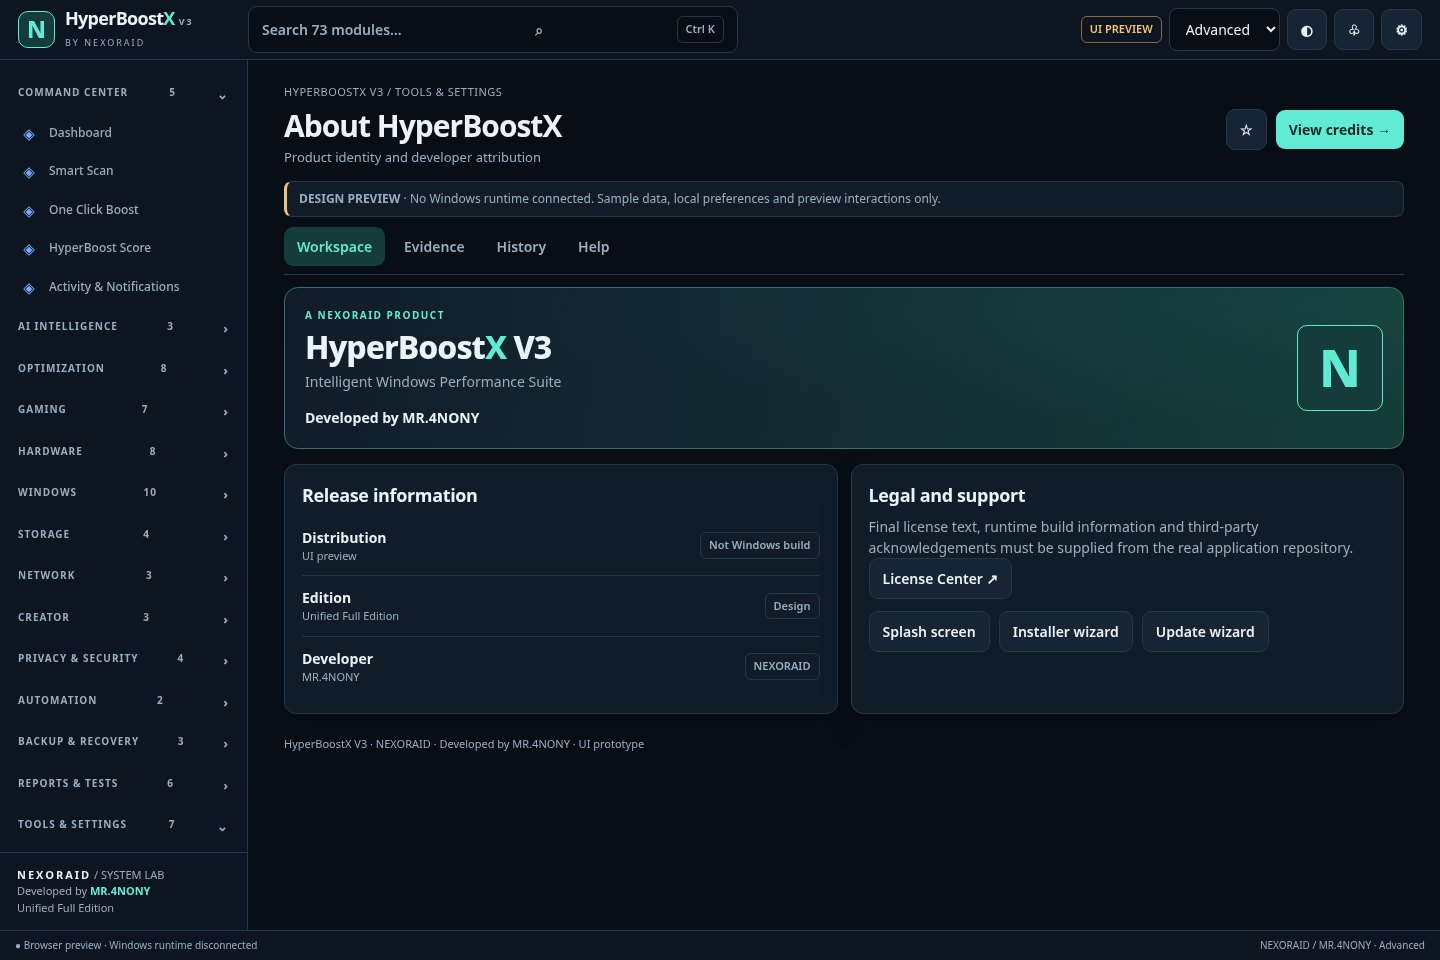 N HyperBoostX V3
BY NEXORAID
Search 73 modules...
Ctrl K
UI PREVIEW
Advanced
COMMAND CENTER 5
Dashboard
Smart Scan
One Click Boost
HyperBoost Score
Activity & Notifications
AI INTELLIGENCE 3
OPTIMIZATION 8
GAMING 7
HARDWARE 8
WINDOWS 10
STORAGE 4
NETWORK 3
CREATOR 3
PRIVACY & SECURITY 4
AUTOMATION 2
BACKUP & RECOVERY 3
REPORTS & TESTS 6
TOOLS & SETTINGS 7
NEXORAID / SYSTEM LAB
Developed by MR.4NONY
Unified Full Edition
HYPERBOOSTX V3 / TOOLS & SETTINGS
About HyperBoostX
Product identity and developer attribution
☆
View credits →
DESIGN PREVIEW · No Windows runtime connected. Sample data, local preferences and preview interactions only.
Workspace Evidence History Help
A NEXORAID PRODUCT
HyperBoostX V3
Intelligent Windows Performance Suite
Developed by MR.4NONY
N
Release information
Distribution
UI preview
Not Windows build
Edition
Unified Full Edition
Design
Developer
MR.4NONY
NEXORAID
Legal and support
Final license text, runtime build information and third-party
acknowledgements must be supplied from the real application repository.
License Center ↗
Splash screen Installer wizard Update wizard
HyperBoostX V3 · NEXORAID · Developed by MR.4NONY · UI prototype
● Browser preview · Windows runtime disconnected
NEXORAID / MR.4NONY · Advanced